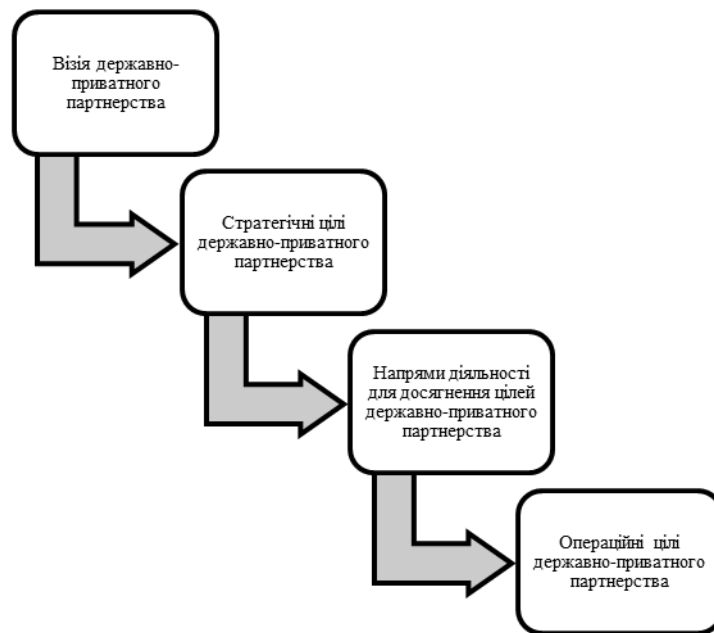 Візія державно-
приватного
партнерства
Стратегічні цілі
державно-приватного
партнерства
Напрями діяльності
для досягнення цілей
державно-приватного
партнерства
Операційні цілі
державно-приватного
партнерства